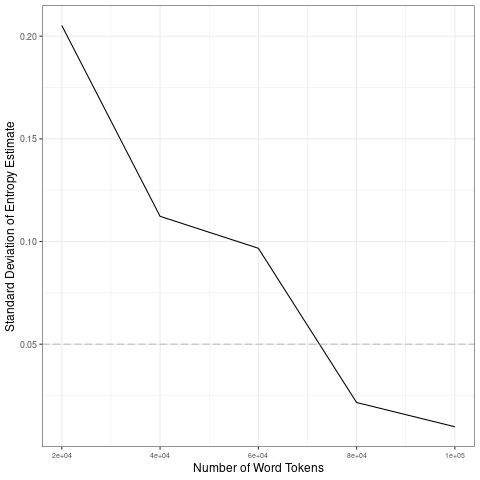 Standard Deviation of Entropy Estimate
0.20
0.15
0.10
0.05
2e+04 4e+04 6e+04 8e+04 1e+05
Number of Word Tokens